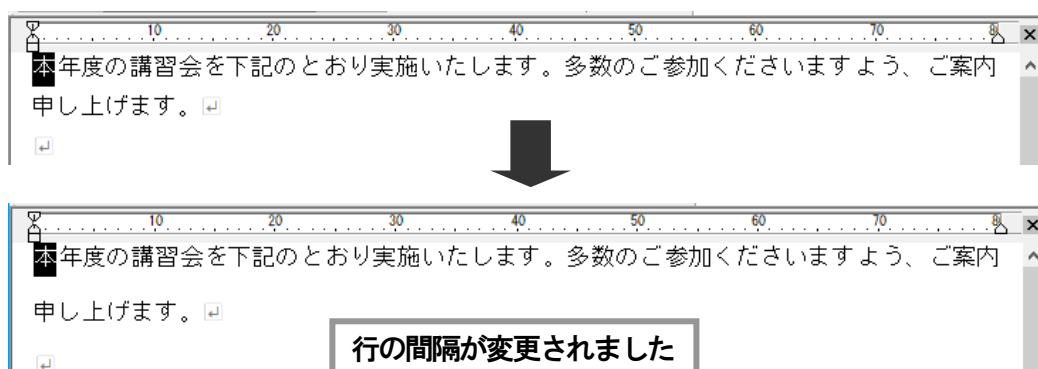 10 20 30 40 50 60 70 8
本年度の講習会を下記のとおり実施いたします。多数のご参加くださいますよう、ご案内
申し上げます。
10 20 30 40 50 60 70 8
本年度の講習会を下記のとおり実施いたします。多数のご参加くださいますよう、ご案内
申し上げます。
行の間隔が変更されました